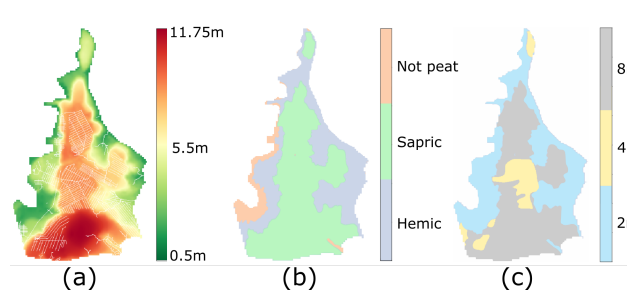 11.75m
5.5m
0.5m
(a)
Not peat
Sapric
Hemic
(b)
8
4
2
(c)